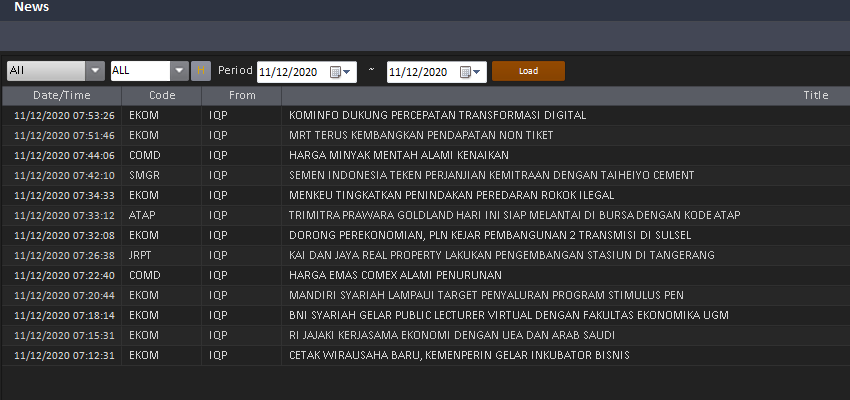 News
All ALL H Period 11/12/2020 ~ 11/12/2020 Load
Date/Time Code From Title
11/12/2020 07:53:26 EKOM IQP KOMINFO DUKUNG PERCEPATAN TRANSFORMASI DIGITAL
11/12/2020 07:51:46 EKOM IQP MRT TERUS KEMBANGKAN PENDAPATAN NON TIKET
11/12/2020 07:44:06 COMD IQP HARGA MINYAK MENTAH ALAMI KENAIKAN
11/12/2020 07:42:10 SMGR IQP SEMEN INDONESIA TEKEN PERJANJIAN KEMITRAAN DENGAN TAIHEIYO CEMENT
11/12/2020 07:34:33 EKOM IQP MENKEU TINGKATKAN PENINDAKAN PEREDARAN ROKOK ILEGAL
11/12/2020 07:33:12 ATAP IQP TRIMITRA PRAWARA GOLDLAND HARI INI SIAP MELANTAI DI BURSA DENGAN KODE ATAP
11/12/2020 07:32:08 EKOM IQP DORONG PEREKONOMIAN, PLN KEJAR PEMBANGUNAN 2 TRANSMISI DI SULSEL
11/12/2020 07:26:38 JRPT IQP KAI DAN JAYA REAL PROPERTY LAKUKAN PENGEMBANGAN STASIUN DI TANGERANG
11/12/2020 07:22:40 COMD IQP HARGA EMAS COMEX ALAMI PENURUNAN
11/12/2020 07:20:44 EKOM IQP MANDIRI SYARIAH LAMPAUI TARGET PENYALURAN PROGRAM STIMULUS PEN
11/12/2020 07:18:14 EKOM IQP BNI SYARIAH GELAR PUBLIC LECTURER VIRTUAL DENGAN FAKULTAS EKONOMIKA UGM
11/12/2020 07:15:31 EKOM IQP RI JAJAKI KERJASAMA EKONOMI DENGAN UEA DAN ARAB SAUDI
11/12/2020 07:12:31 EKOM IQP CETAK WIRAUSAHA BARU, KEMENPERIN GELAR INKUBATOR BISNIS